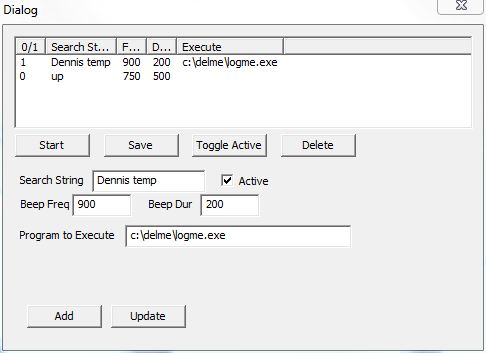 Dialog
0/1 Search St... F... D... Execute
1 Dennis temp 900 200 c:\delme\logme.exe
0 up 750 500
Start Save Toggle Active Delete
Search String Dennis temp Active
Beep Freq 900 Beep Dur 200
Program to Execute c:\delme\logme.exe
Add Update